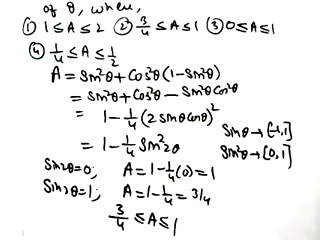 of θ, where,
① 1 ≤ A ≤ 2 ② 3/4 ≤ A ≤ 1 ③ 0 ≤ A ≤ 1
④ 1/4 ≤ A ≤ 1/2
A = Sin²θ + Cos²θ (1 - Sin²θ)
= Sin²θ + Cos²θ - Sin²θ Cos²θ
= 1 - 1/4 (2 Sinθ Cosθ)²
= 1 - 1/4 Sin²2θ
Sinθ → [-1, 1]
Sin²θ → [0, 1]
Sin2θ = 0; A = 1 - 1/4 (0) = 1
Sin2θ = 1; A = 1 - 1/4 = 3/4
3/4 ≤ A ≤ 1